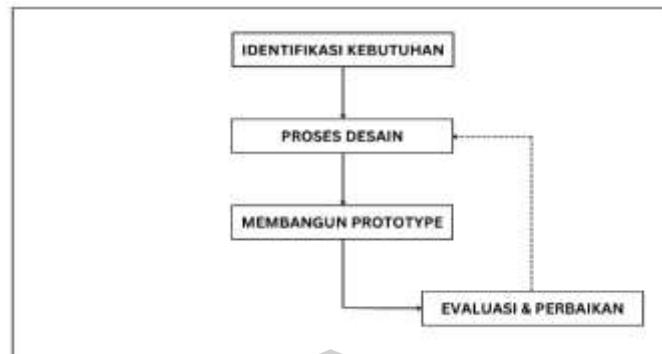 IDENTIFIKASI KEBUTUHAN
PROSES DESAIN
MEMBANGUN PROTOTYPE
EVALUASI & PERBAIKAN